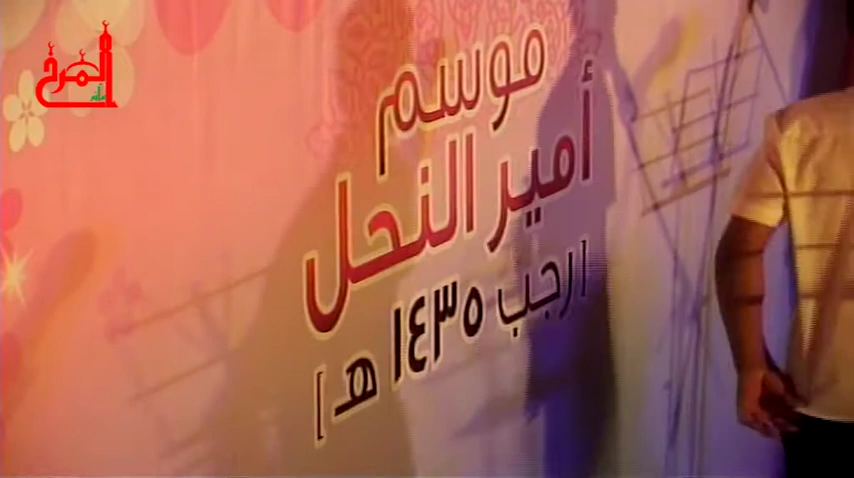 المرخ
موسم
أمير النحل
[رجب ١٤٣٥ هـ]